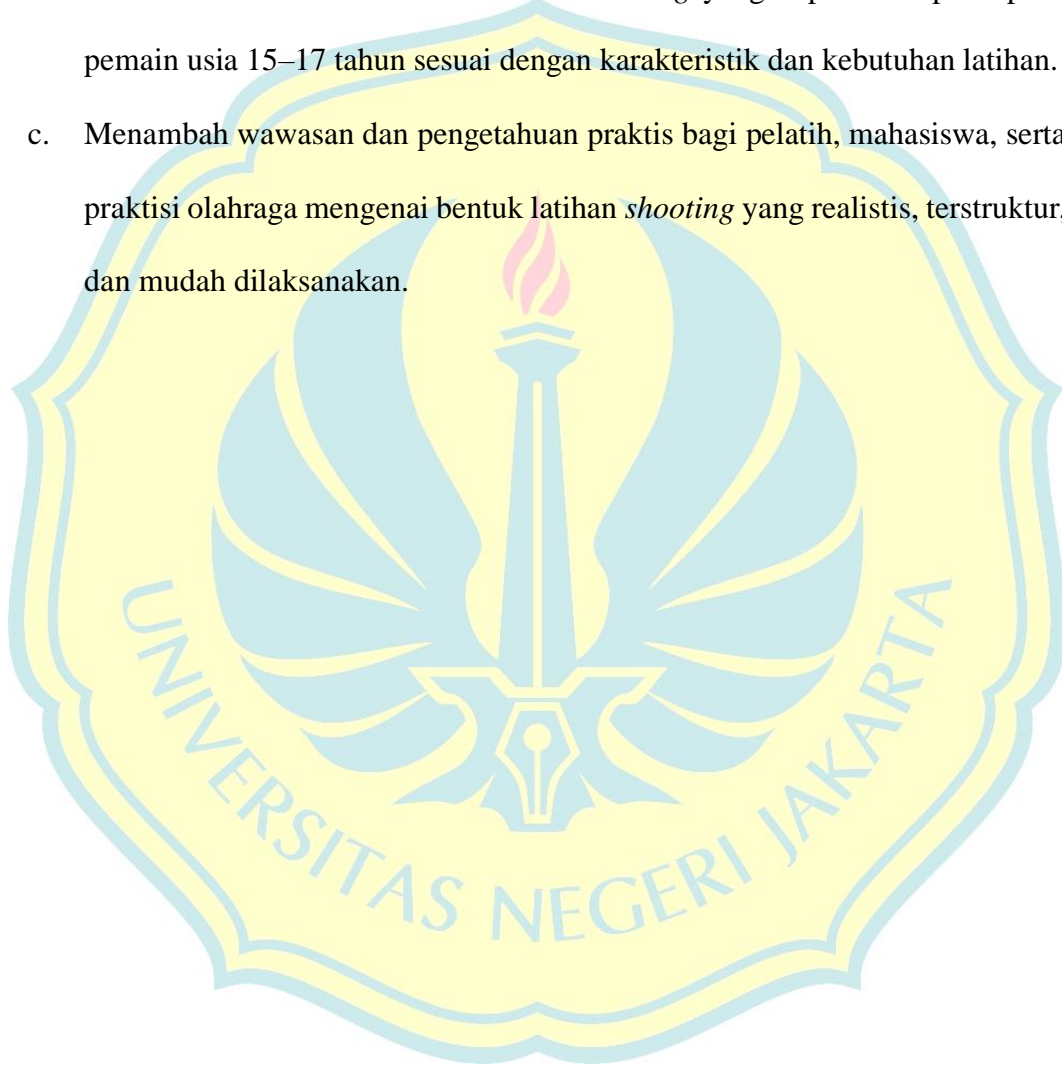 pemain usia 15–17 tahun sesuai dengan karakteristik dan kebutuhan latihan.
c. Menambah wawasan dan pengetahuan praktis bagi pelatih, mahasiswa, serta
praktisi olahraga mengenai bentuk latihan shooting yang realistis, terstruktur,
dan mudah dilaksanakan.
UNIVERSITAS NEGERI JAKARTA